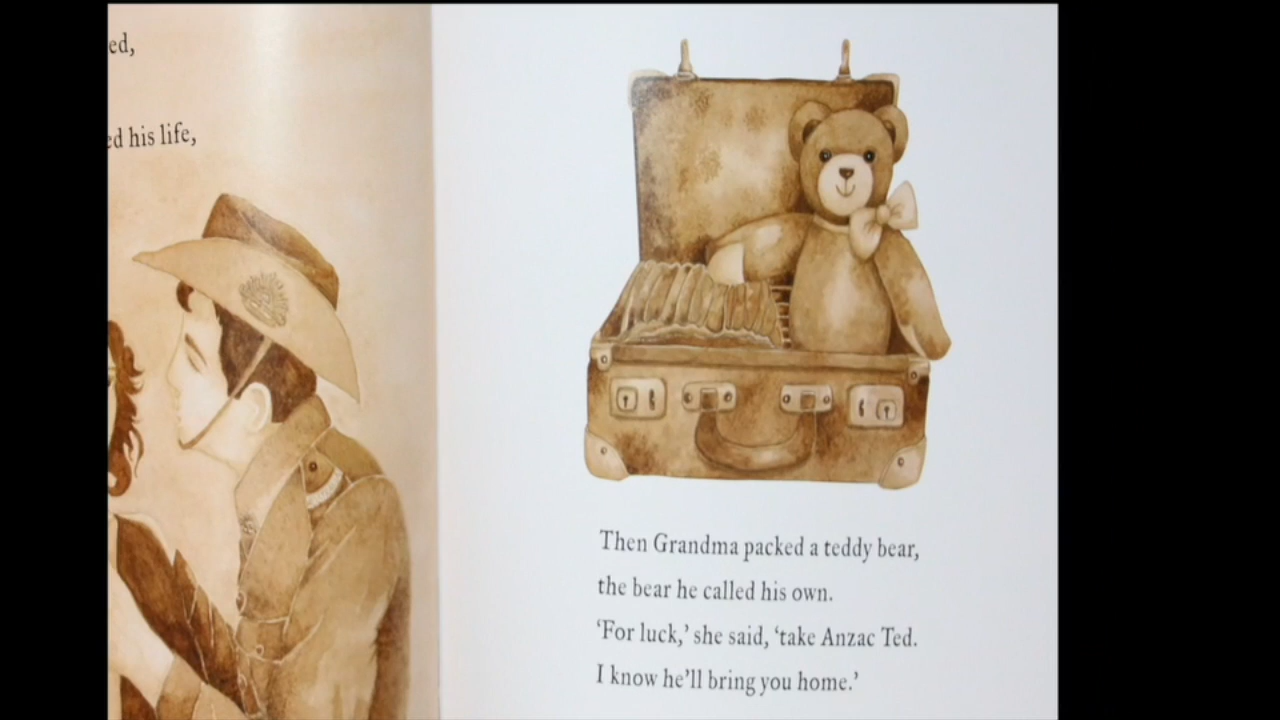 ed,
ed his life,
Then Grandma packed a teddy bear,
the bear he called his own.
‘For luck,’ she said, ‘take Anzac Ted.
I know he’ll bring you home.’